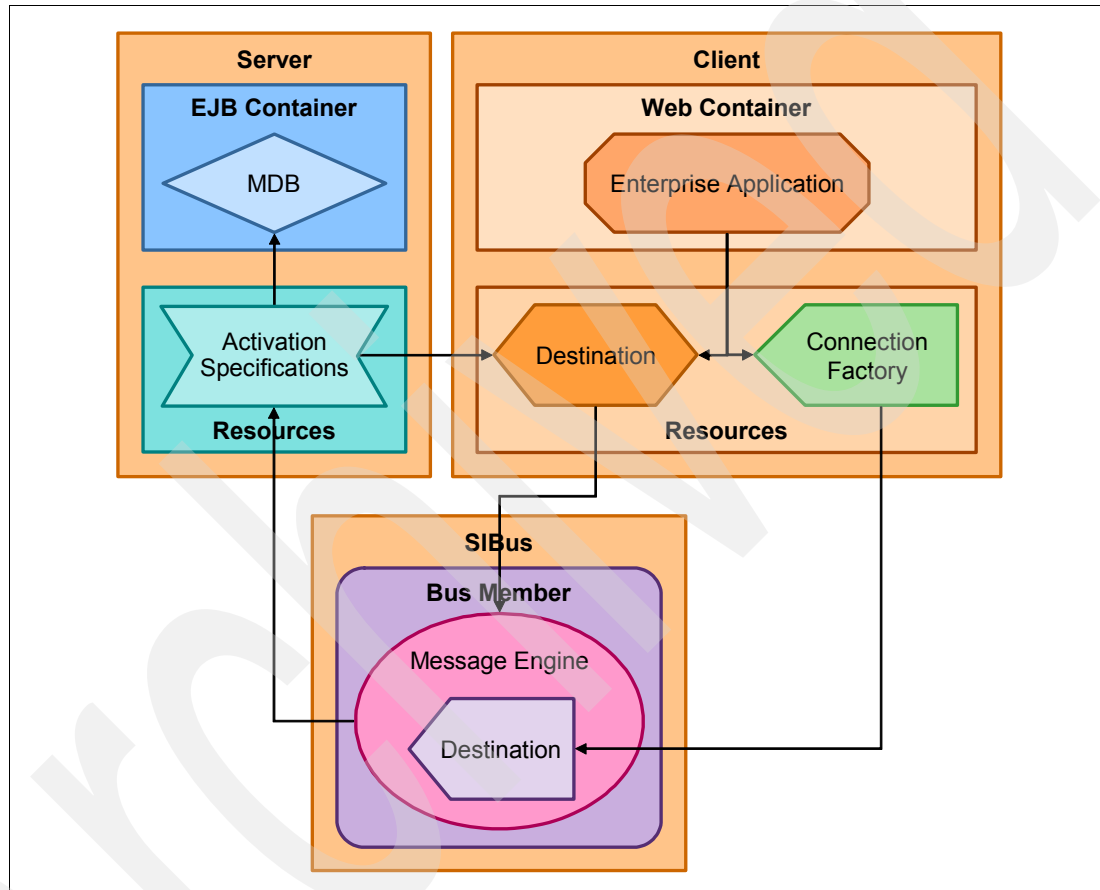 Server
EJB Container
MDB
Activation
Specifications
Resources
Client
Web Container
Enterprise Application
Destination
Connection
Factory
Resources
SIBus
Bus Member
Message Engine
Destination